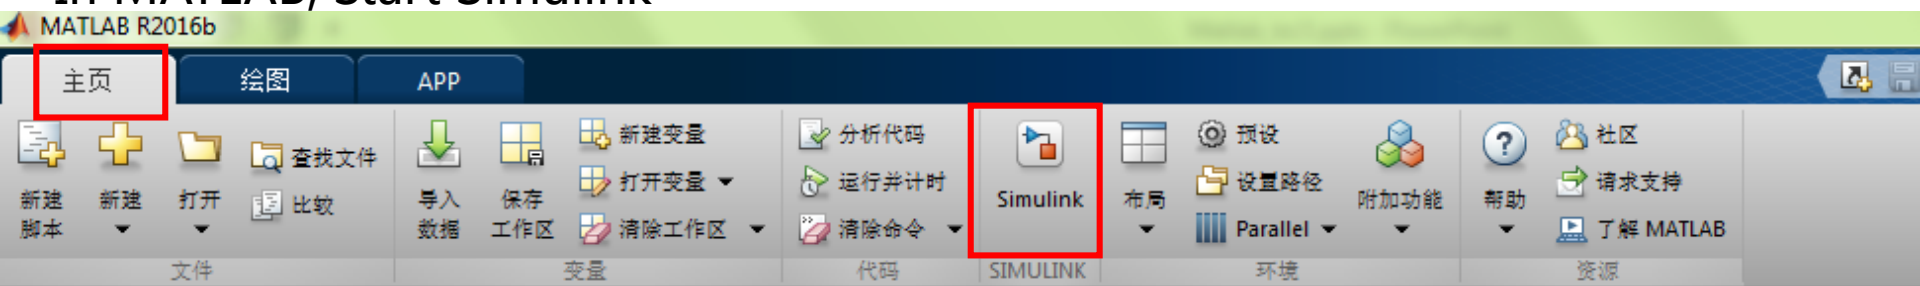 In MATLAB, Start Simulink
MATLAB R2016b
主页 绘图 APP
新建脚本
新建
打开
查找文件
比较
导入数据
保存工作区
新建变量
打开变量
清除工作区
分析代码
运行并计时
清除命令
Simulink
布局
预设
设置路径
Parallel
附加功能
帮助
社区
请求支持
了解 MATLAB
文件 变量 代码 SIMULINK 环境 资源